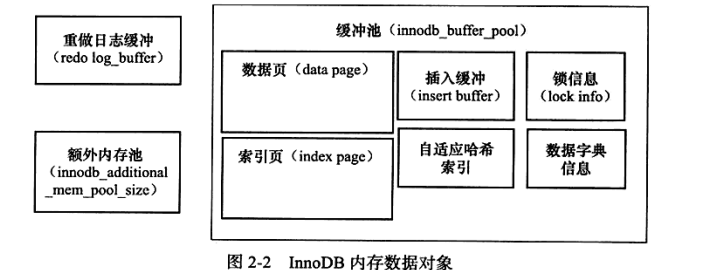 重做日志缓冲
（redo log_buffer）
额外内存池
（innodb_additional
_mem_pool_size）
缓冲池（innodb_buffer_pool）
数据页（data page）
插入缓冲
（insert buffer）
锁信息
（lock info）
索引页（index page）
自适应哈希
索引
数据字典
信息
图 2-2 InnoDB 内存数据对象